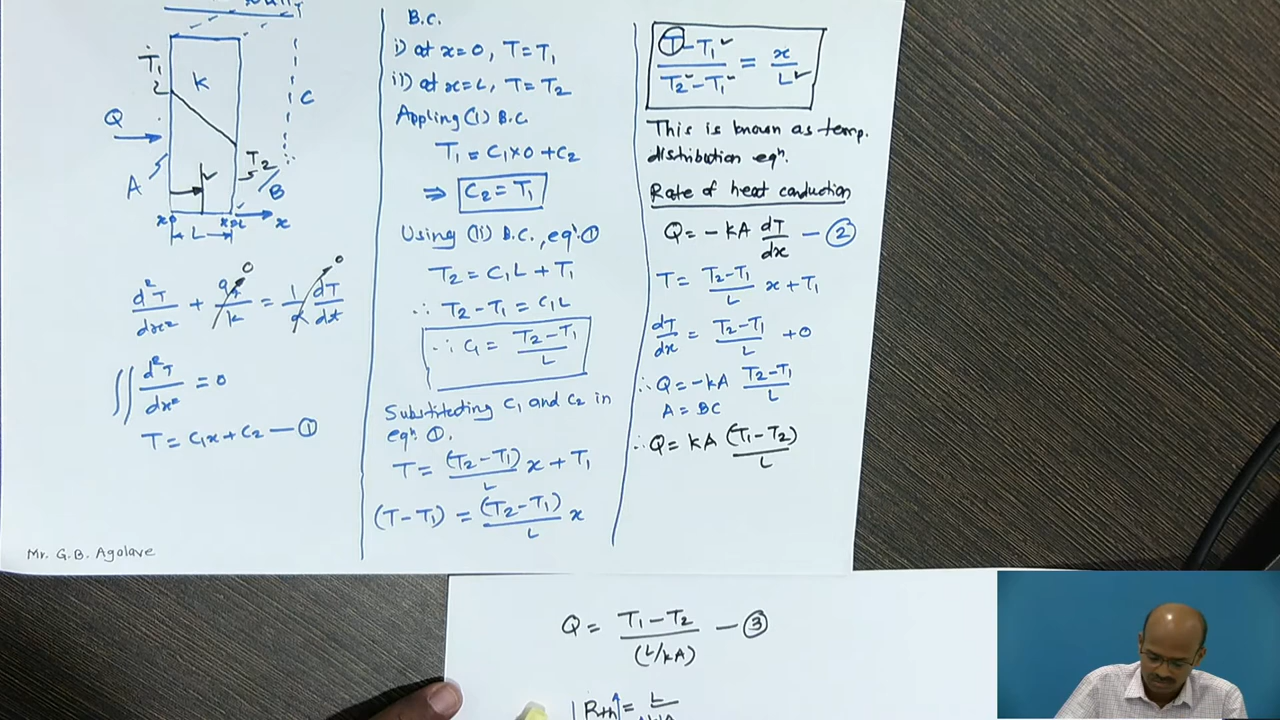 T₁
K
C
Q
T₂
A
B
L
x
d²T/dx² + qg/k = 1/α dT/dt
∬ d²T/dx² = 0
T = C₁x + C₂ — ①
Mr. G.B. Agolave
B.C.
i) at x=0, T=T₁
ii) at x=L, T=T₂
Appling (i) B.C.
T₁ = C₁×0 + C₂
⇒ C₂ = T₁
Using (ii) B.C., eqⁿ ①
T₂ = C₁L + T₁
∴ T₂ - T₁ = C₁L
∴ C₁ = T₂-T₁/L
Substituting C₁ and C₂ in
eqⁿ ①.
T = (T₂-T₁)/L x + T₁
(T-T₁) = (T₂-T₁)/L x
T-T₁/T₂-T₁ = x/L
This is known as temp.
distribution eqⁿ.
Rate of heat conduction
Q = -kA dT/dx — ②
T = T₂-T₁/L x + T₁
dT/dx = T₂-T₁/L + 0
∴ Q = -kA T₂-T₁/L
A = BC
∴ Q = kA (T₁-T₂)/L
Q = T₁-T₂/(L/kA) — ③
Rth = L